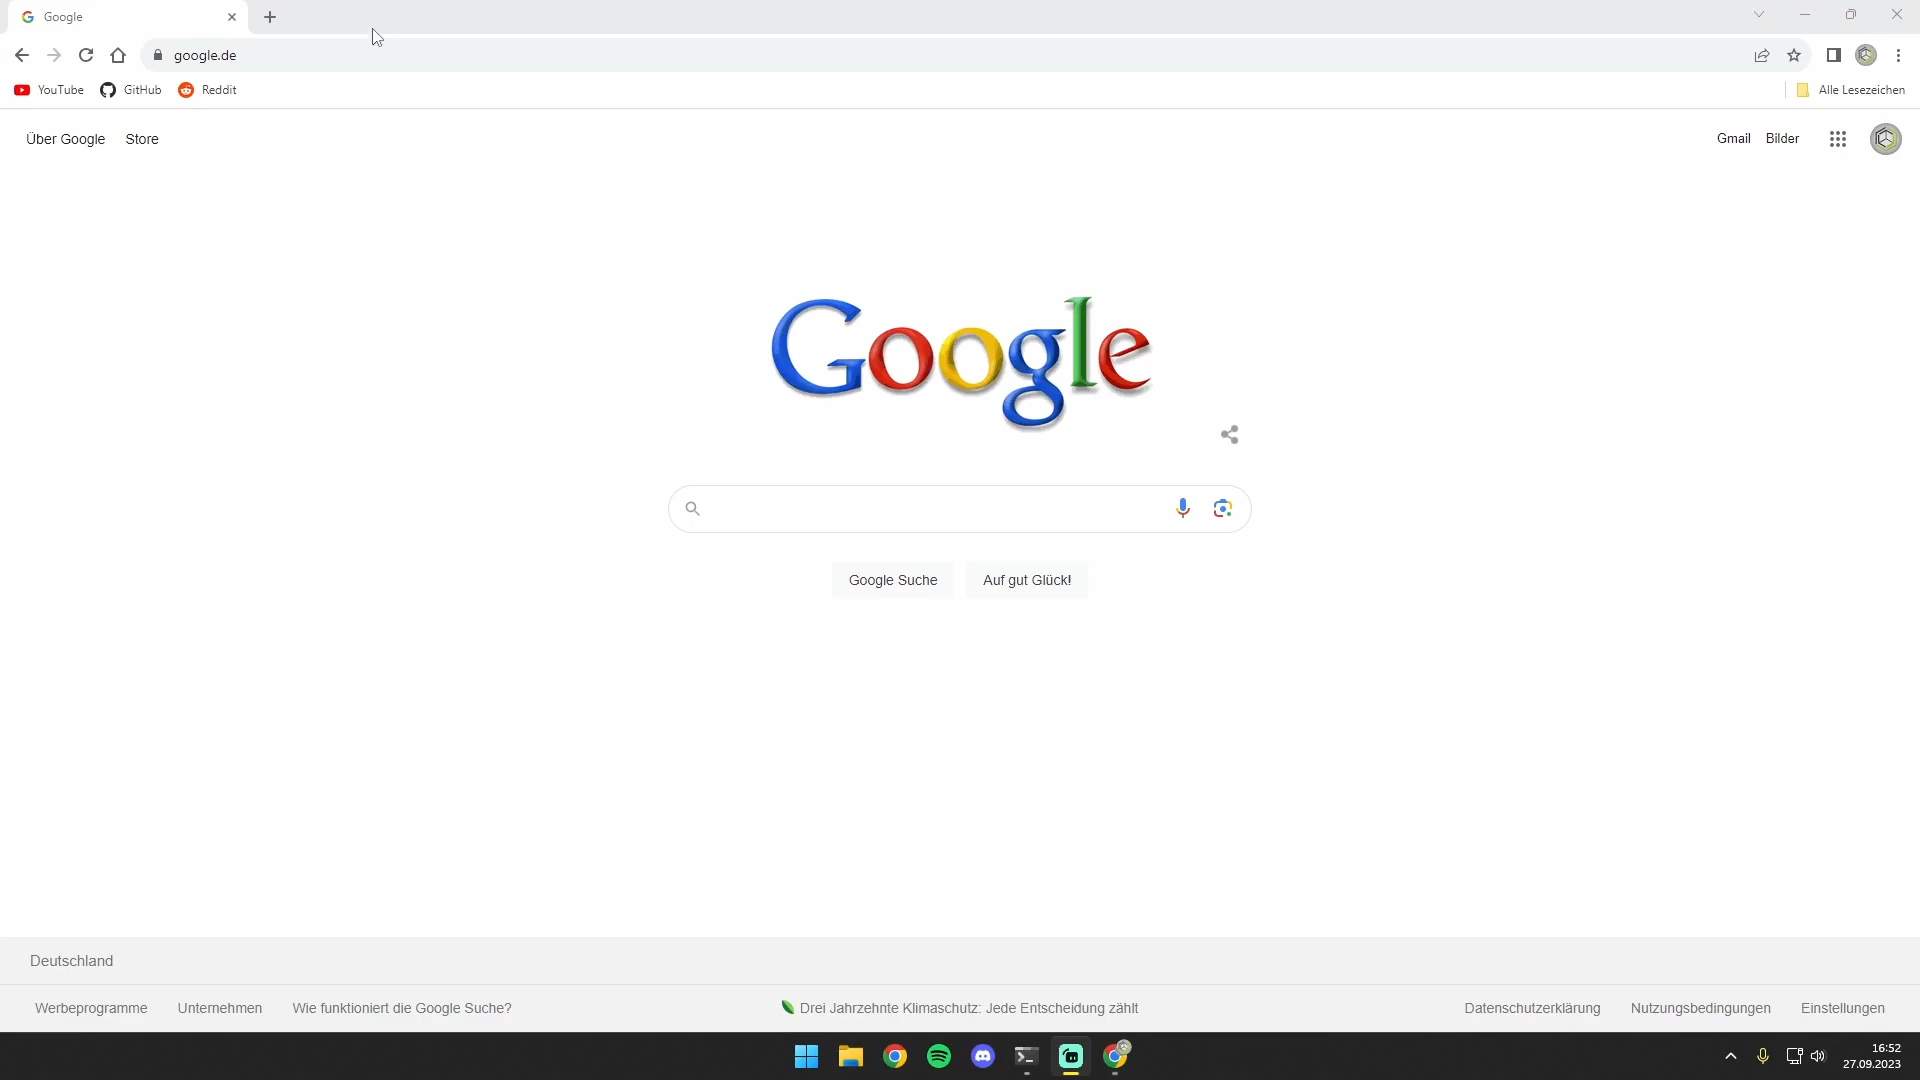 Google
google.de
YouTube GitHub Reddit
Alle Lesezeichen
Über Google Store
Gmail Bilder
Google
Google Suche Auf gut Glück!
Deutschland
Werbeprogramme Unternehmen Wie funktioniert die Google Suche?
Drei Jahrzehnte Klimaschutz: Jede Entscheidung zählt
Datenschutzerklärung Nutzungsbedingungen Einstellungen
16:52
27.09.2023